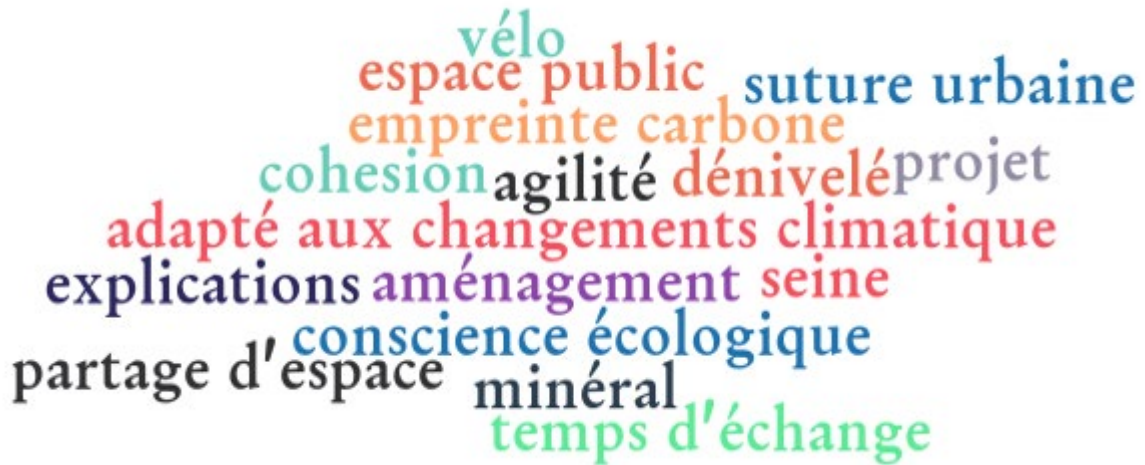 vélo
espace public
suture urbaine
empreinte carbone
cohesion agilité dénivelé projet
adapté aux changements climatique
explications aménagement seine
conscience écologique
partage d'espace
minéral
temps d'échange